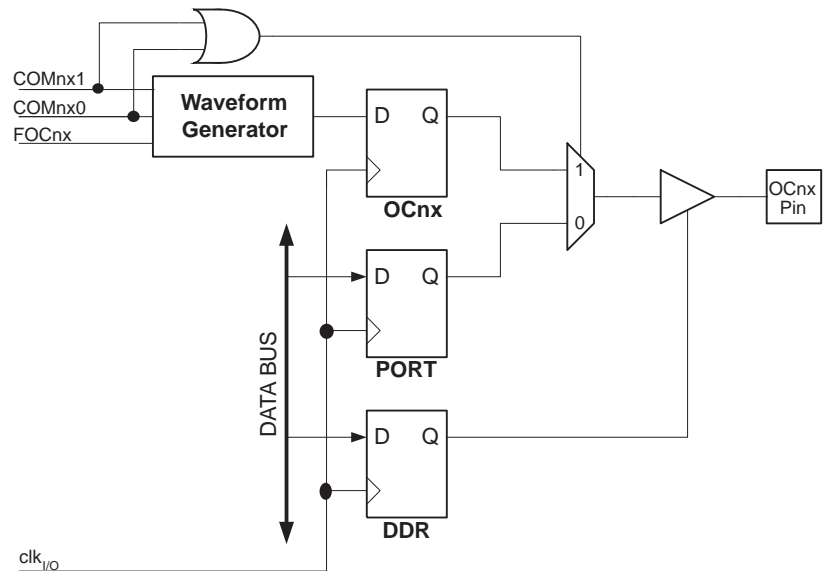 COMnx1
COMnx0
FOCnx
Waveform
Generator
D Q
OCnx
1
0
OCnx
Pin
D Q
PORT
DATA BUS
D Q
DDR
clkI/O